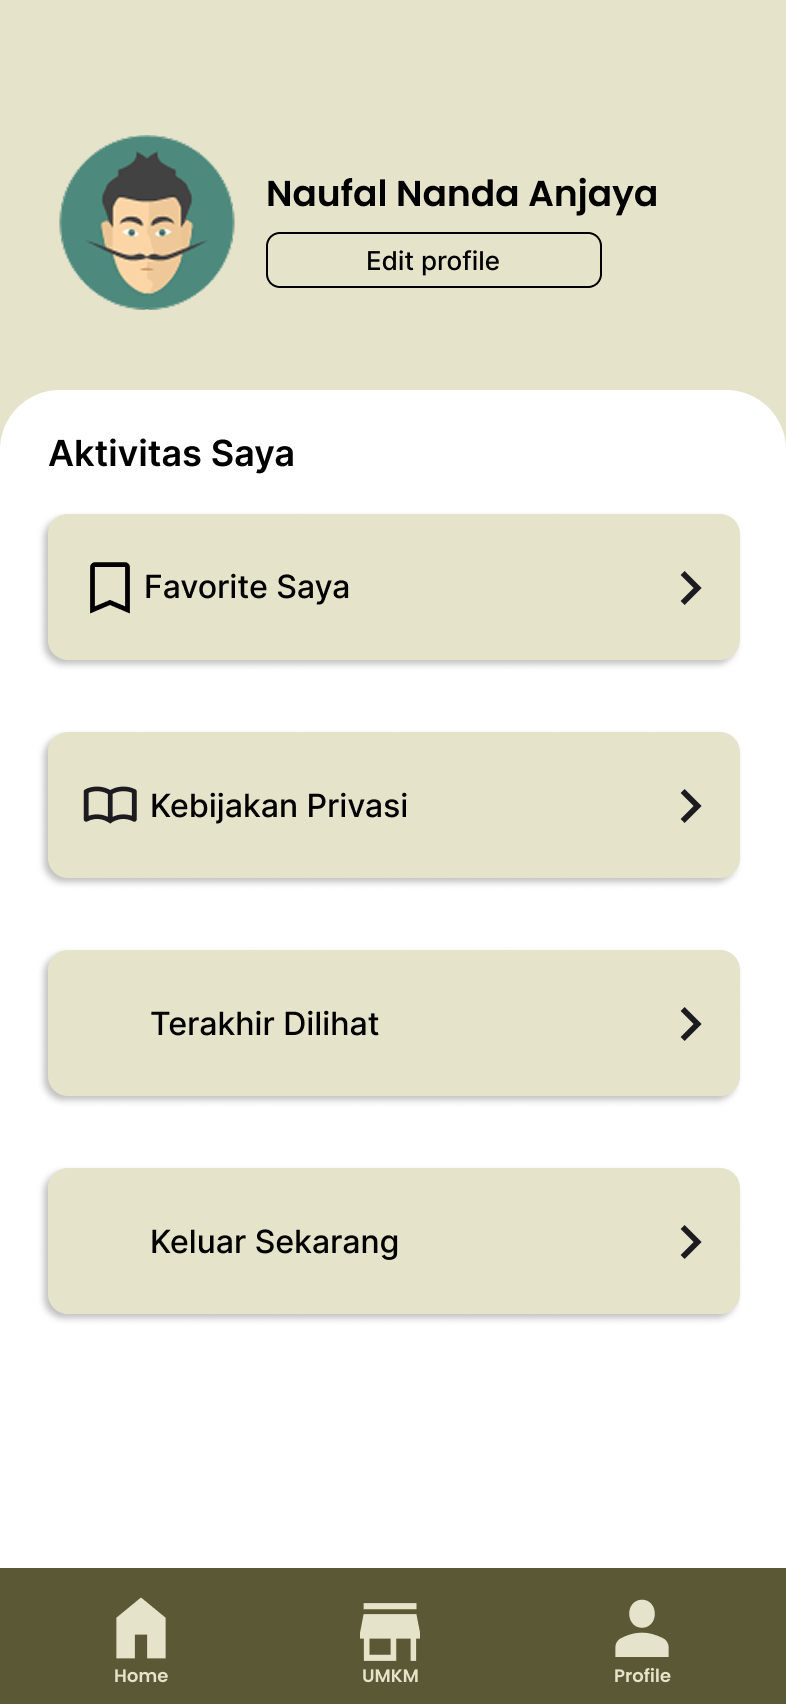 Naufal Nanda Anjaya
Edit profile
Aktivitas Saya
Favorite Saya
Kebijakan Privasi
Terakhir Dilihat
Keluar Sekarang
Home
UMKM
Profile